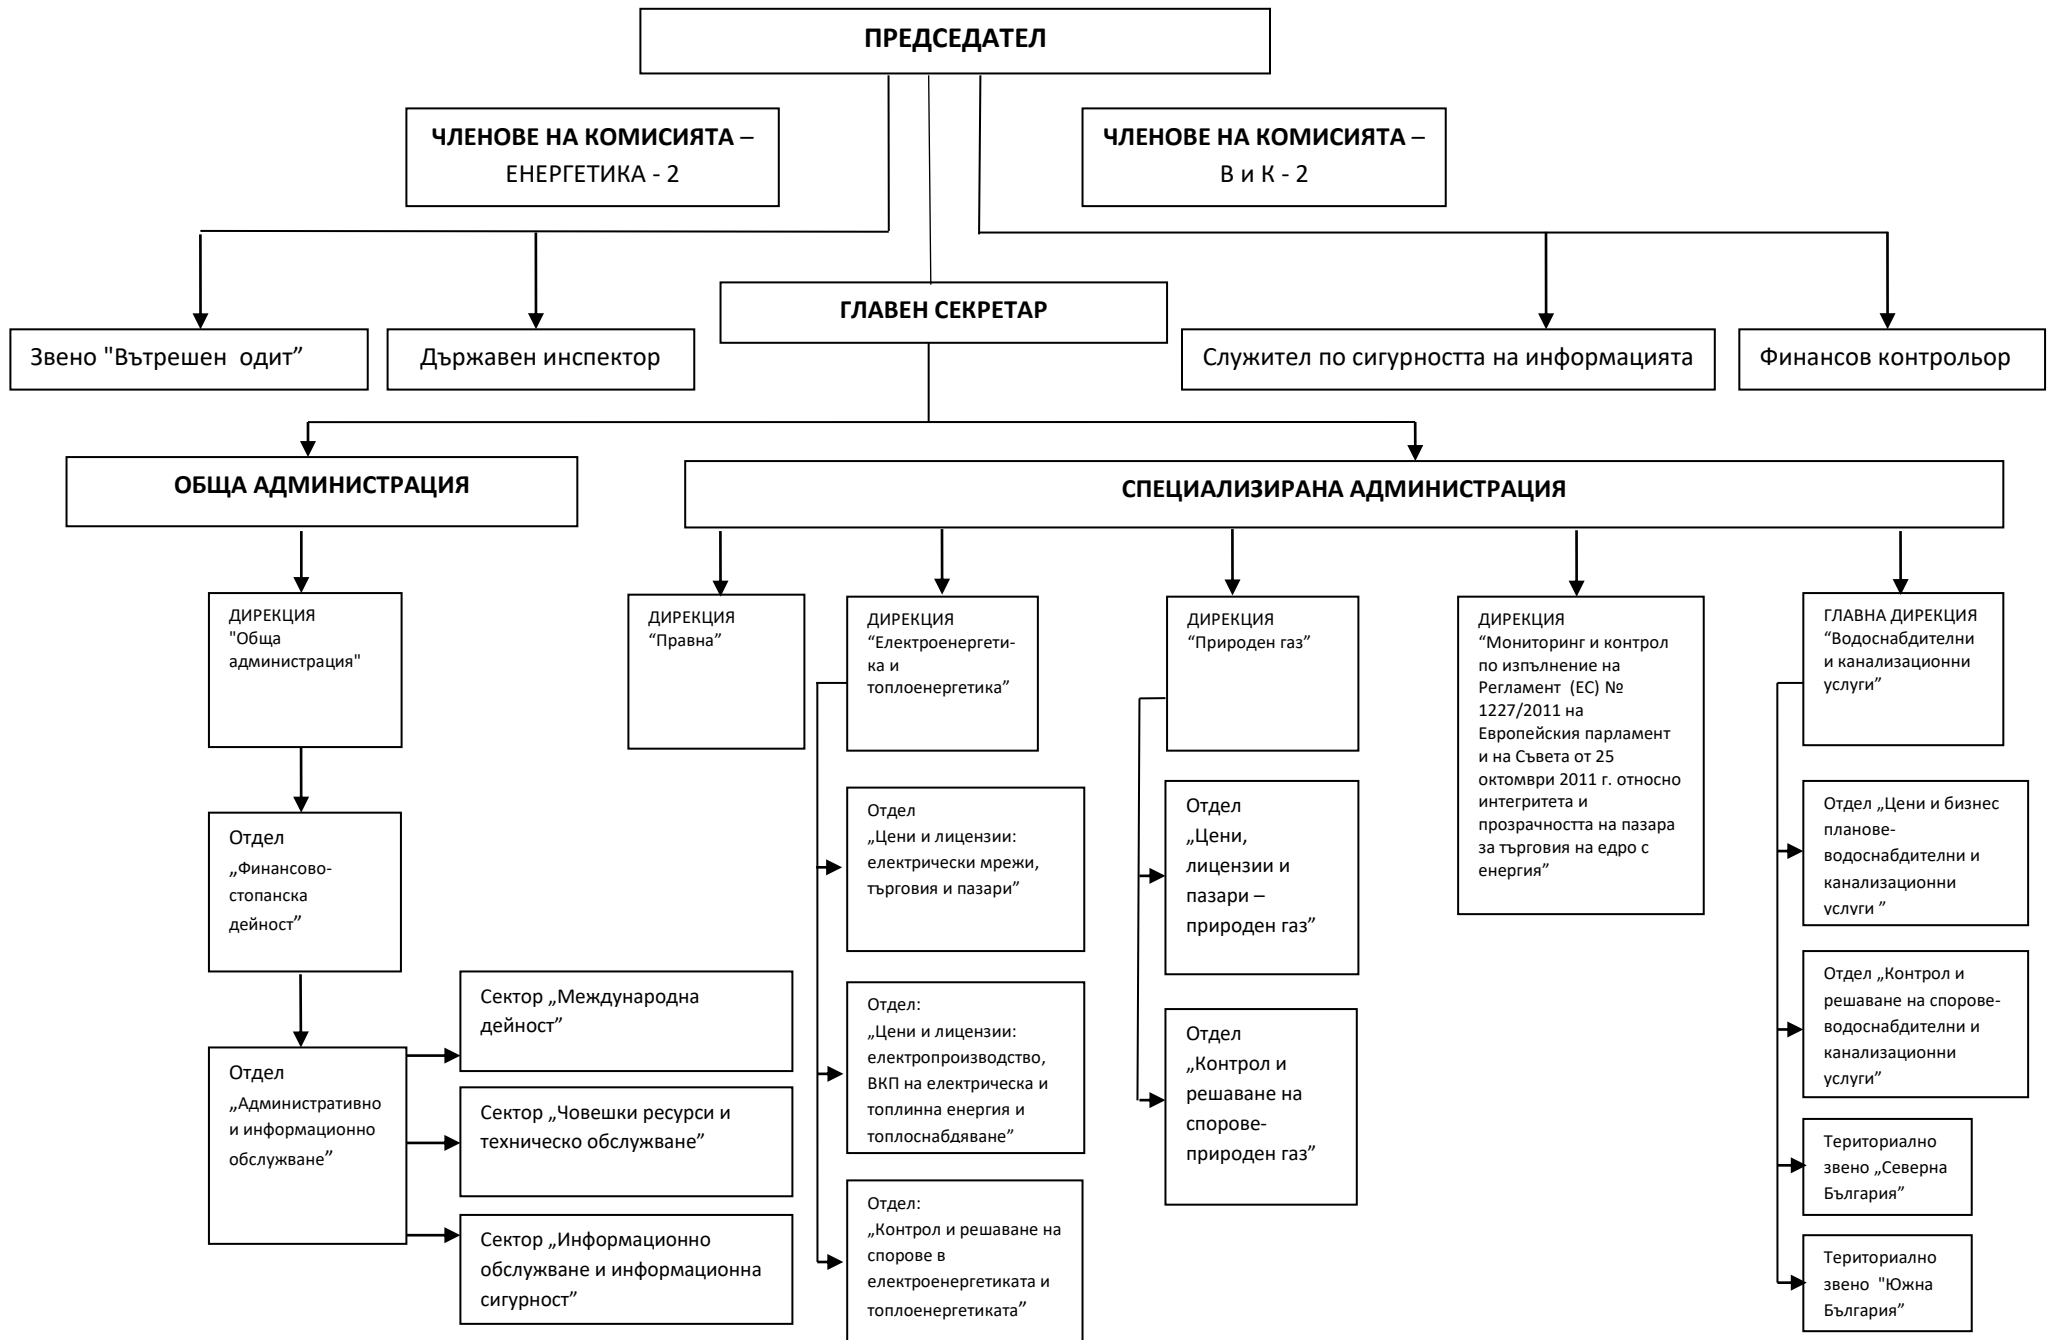 ПРЕДСЕДАТЕЛ
ЧЛЕНОВЕ НА КОМИСИЯТА –
ЕНЕРГЕТИКА - 2
ЧЛЕНОВЕ НА КОМИСИЯТА –
В и К - 2
ГЛАВЕН СЕКРЕТАР
Звено "Вътрешен одит”
Държавен инспектор
Служител по сигурността на информацията
Финансов контрольор
ОБЩА АДМИНИСТРАЦИЯ
СПЕЦИАЛИЗИРАНА АДМИНИСТРАЦИЯ
ДИРЕКЦИЯ
"Обща
администрация"
Отдел
„Финансово-
стопанска
дейност”
Отдел
„Административно
и информационно
обслужване”
Сектор „Международна
дейност”
Сектор „Човешки ресурси и
техническо обслужване”
Сектор „Информационно
обслужване и информационна
сигурност”
ДИРЕКЦИЯ
“Правна”
ДИРЕКЦИЯ
“Електроенергети-
ка и
топлоенергетика”
Отдел
„Цени и лицензии:
електрически мрежи,
търговия и пазари”
Отдел:
„Цени и лицензии:
електропроизводство,
ВКП на електрическа и
топлинна енергия и
топлоснабдяване”
Отдел:
„Контрол и решаване на
спорове в
електроенергетиката и
топлоенергетиката”
ДИРЕКЦИЯ
“Природен газ”
Отдел
„Цени,
лицензии и
пазари –
природен газ”
Отдел
„Контрол и
решаване на
спорове-
природен газ”
ДИРЕКЦИЯ
“Мониторинг и контрол
по изпълнение на
Регламент (ЕС) №
1227/2011 на
Европейския парламент
и на Съвета от 25
октомври 2011 г. относно
интегритета и
прозрачността на пазара
за търговия на едро с
енергия”
ГЛАВНА ДИРЕКЦИЯ
“Водоснабдителни
и канализационни
услуги”
Отдел „Цени и бизнес
планове-
водоснабдителни и
канализационни
услуги ”
Отдел „Контрол и
решаване на спорове-
водоснабдителни и
канализационни
услуги”
Териториално
звено „Северна
България”
Териториално
звено "Южна
България”